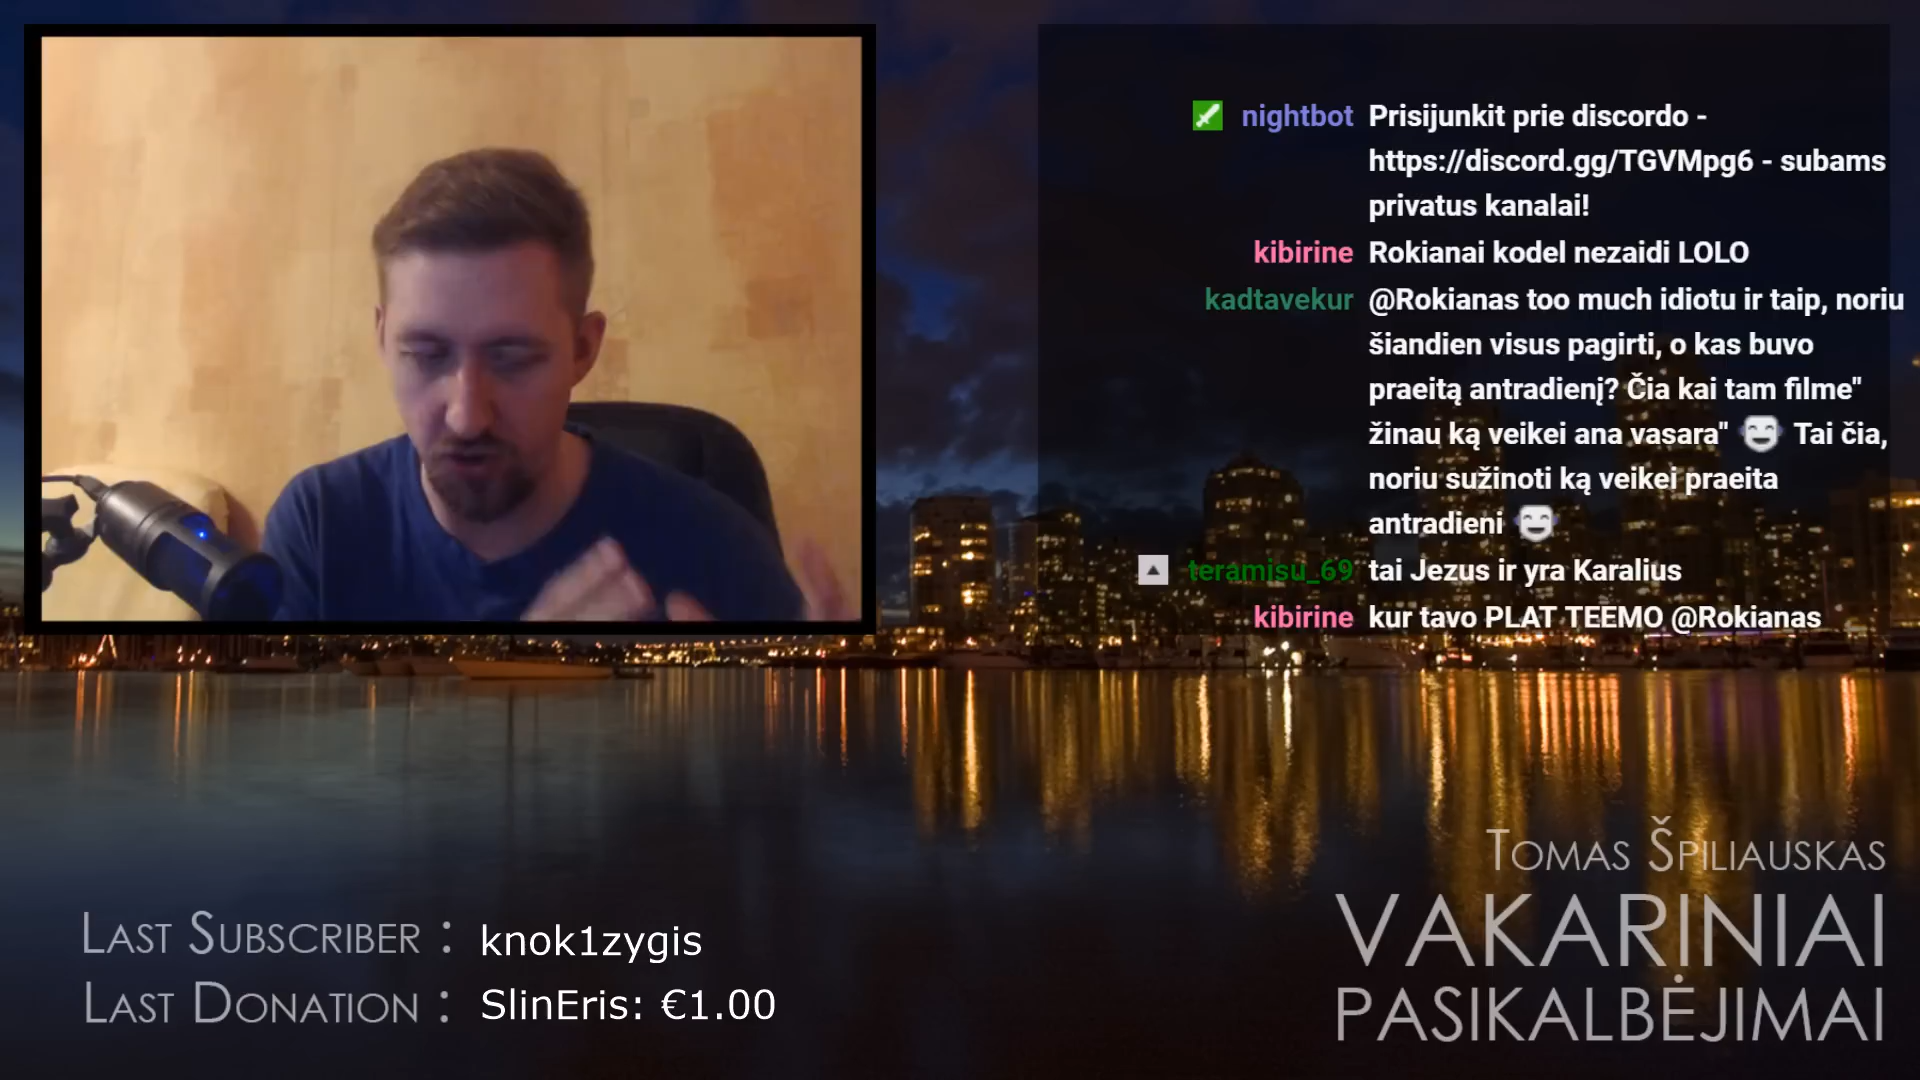 nightbot Prisijunkit prie discordo -
https://discord.gg/TGVMpg6 - subams
privatus kanalai!
kibirine Rokianai kodel nezaidi LOLO
kadtavekur @Rokianas too much idiotu ir taip, noriu
šiandien visus pagirti, o kas buvo
praeitą antradienį? Čia kai tam filme"
žinau ką veikei ana vasara" Tai čia,
noriu sužinoti ką veikei praeita
antradieni
teramisu_69 tai Jezus ir yra Karalius
kibirine kur tavo PLAT TEEMO @Rokianas
Tomas Špiliauskas
VAKARINIAI
PASIKALBĖJIMAI
Last Subscriber : knok1zygis
Last Donation : SlinEris: €1.00